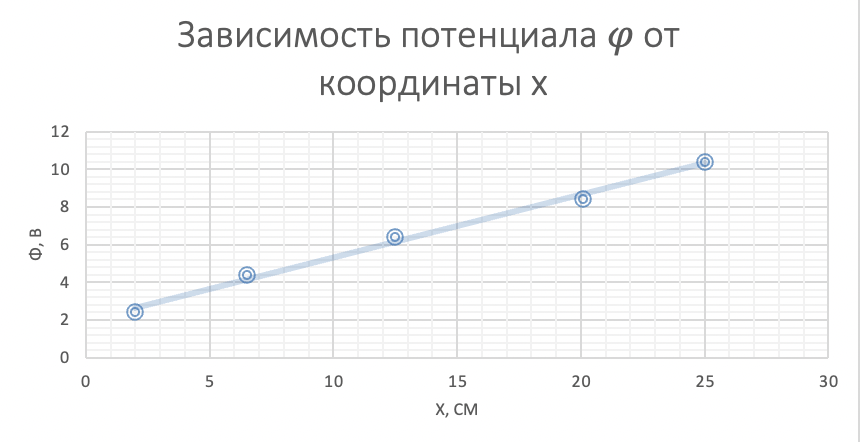 Зависимость потенциала φ от
координаты х
12
10
8
6
4
2
0
Ф, в
0 5 10 15 20 25 30
х, см